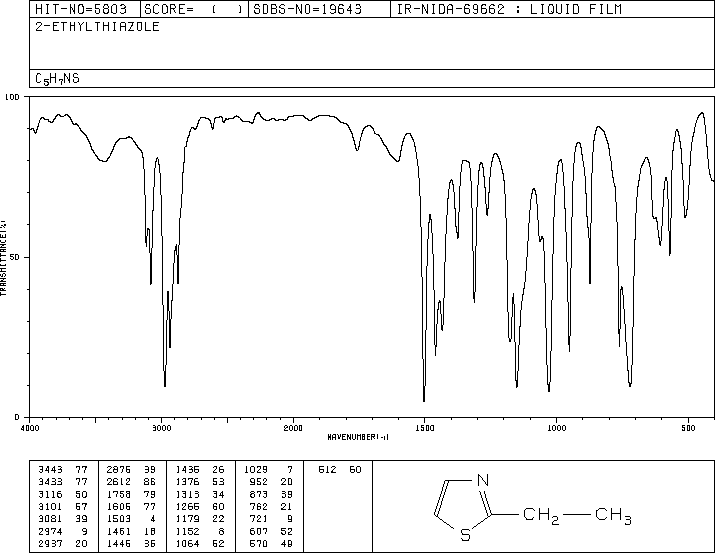 HIT-NO=5803 SCORE= ( ) SDBS-NO=19643 IR-NIDA-69662 : LIQUID FILM
2-ETHYLTHIAZOLE
C5H7NS
100
50
0
TRANSMITTANCE(%)
4000 3000 2000 1500 1000 500
WAVENUMBER(-1)
3443 77 2876 39 1436 26 1029 7 612 60
3433 77 2612 86 1376 53 952 20
3116 50 1758 79 1313 34 873 39
3101 57 1606 77 1266 60 762 21
3081 39 1503 4 1179 22 721 9
2974 9 1461 18 1152 8 607 52
2937 20 1446 36 1064 52 570 49
N
CH2 CH3
S